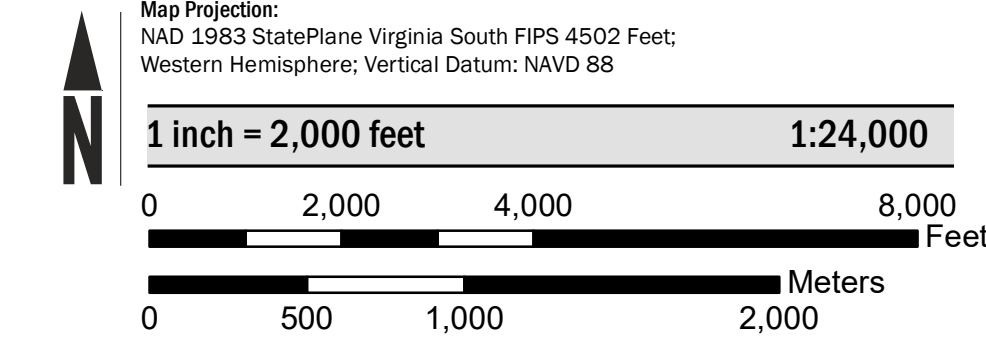 Map Projection:
NAD 1983 StatePlane Virginia South FIPS 4502 Feet;
Western Hemisphere; Vertical Datum: NAVD 88
N
1 inch = 2,000 feet 1:24,000
0 2,000 4,000 8,000
Feet
Meters
0 500 1,000 2,000